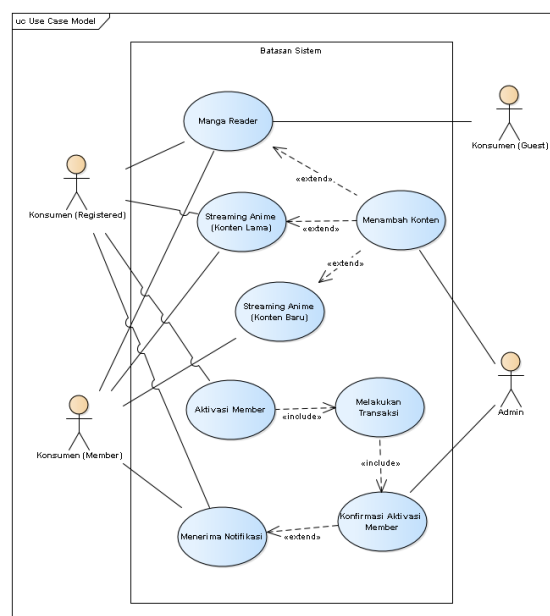 uc Use Case Model
Batasan Sistem
Manga Reader
Konsumen (Guest)
«extend»
Konsumen (Registered)
Streaming Anime
(Konten Lama)
«extend»
Menambah Konten
«extend»
Streaming Anime
(Konten Baru)
Aktivasi Member
«include»
Melakukan
Transaksi
Admin
Konsumen (Member)
«include»
Menerima Notifikasi
«extend»
Konfirmasi Aktivasi
Member